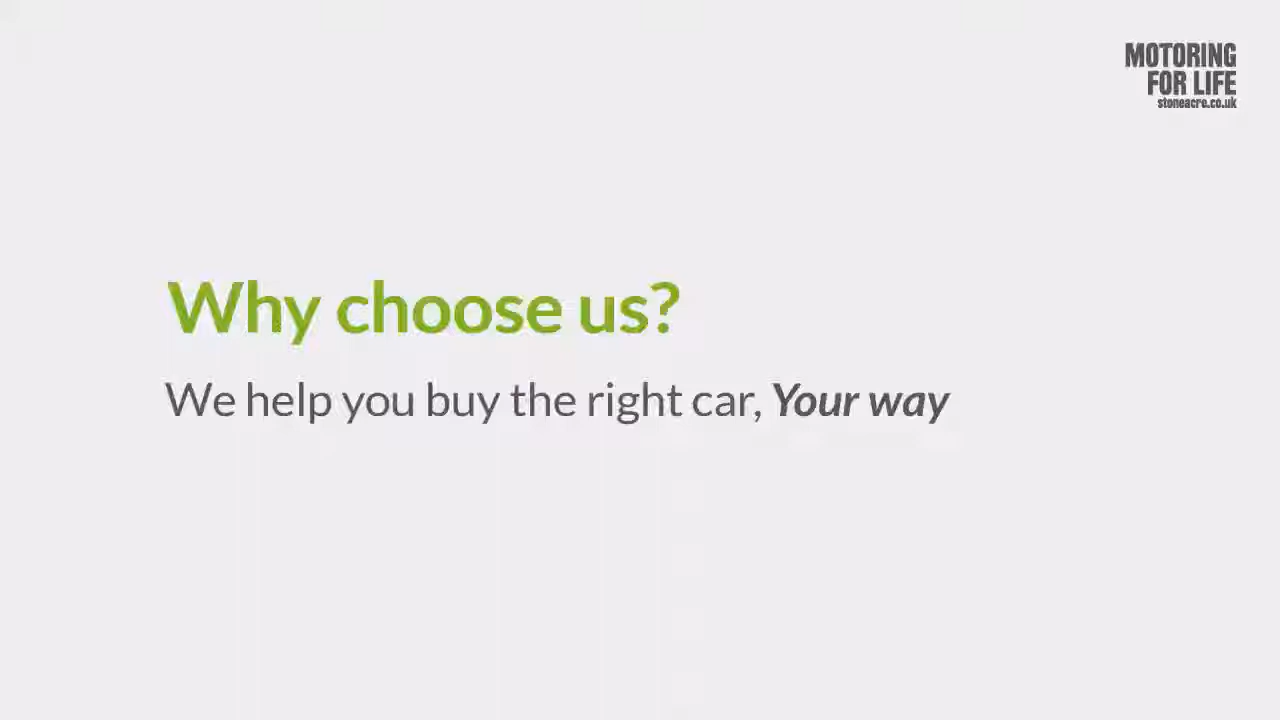 MOTORING
FOR LIFE
stoneacre.co.uk
Why choose us?
We help you buy the right car, Your way